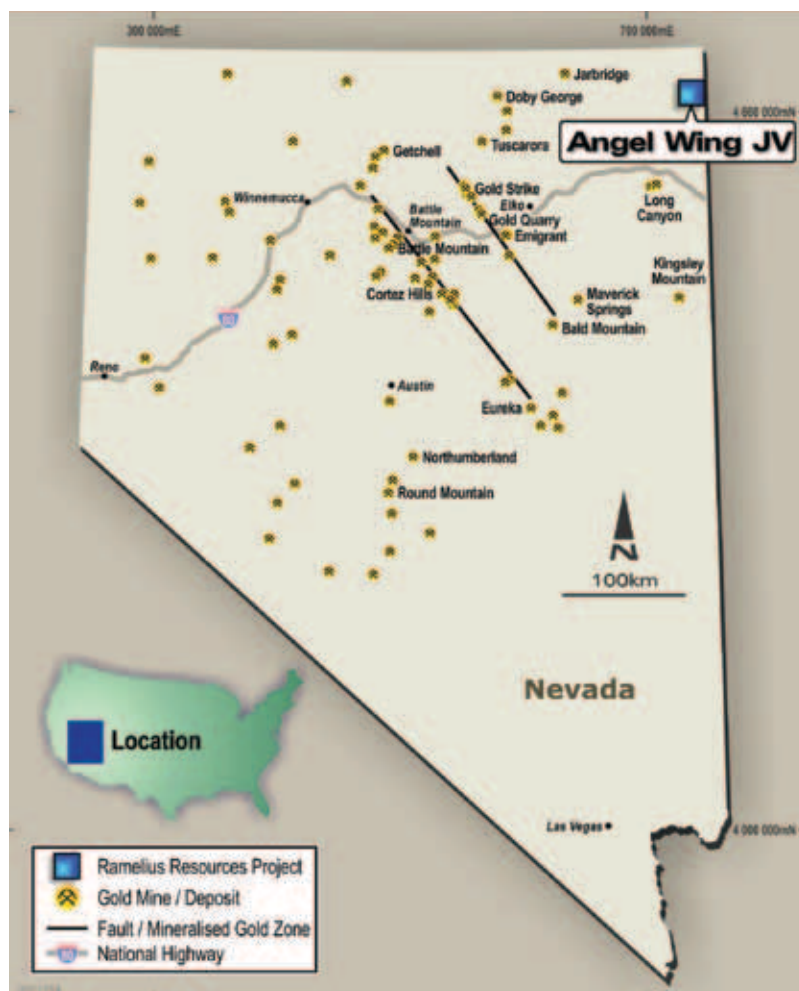 300 000mE
700 000mE
Jarbridge
Doby George
4 600 000mN
Angel Wing JV
Getchell
Tuscarora
Gold Strike
Winnemucca
Elko
Long
Canyon
Battle
Mountain
Gold Quarry
Emigrant
Battle Mountain
Kingsley
Mountain
Cortez Hills
Maverick
Springs
80
Bald Mountain
Reno
Austin
Eureka
Northumberland
Round Mountain
N
100km
Nevada
Location
Las Vegas
4 000 000mN
Ramelius Resources Project
Gold Mine / Deposit
Fault / Mineralised Gold Zone
80
National Highway